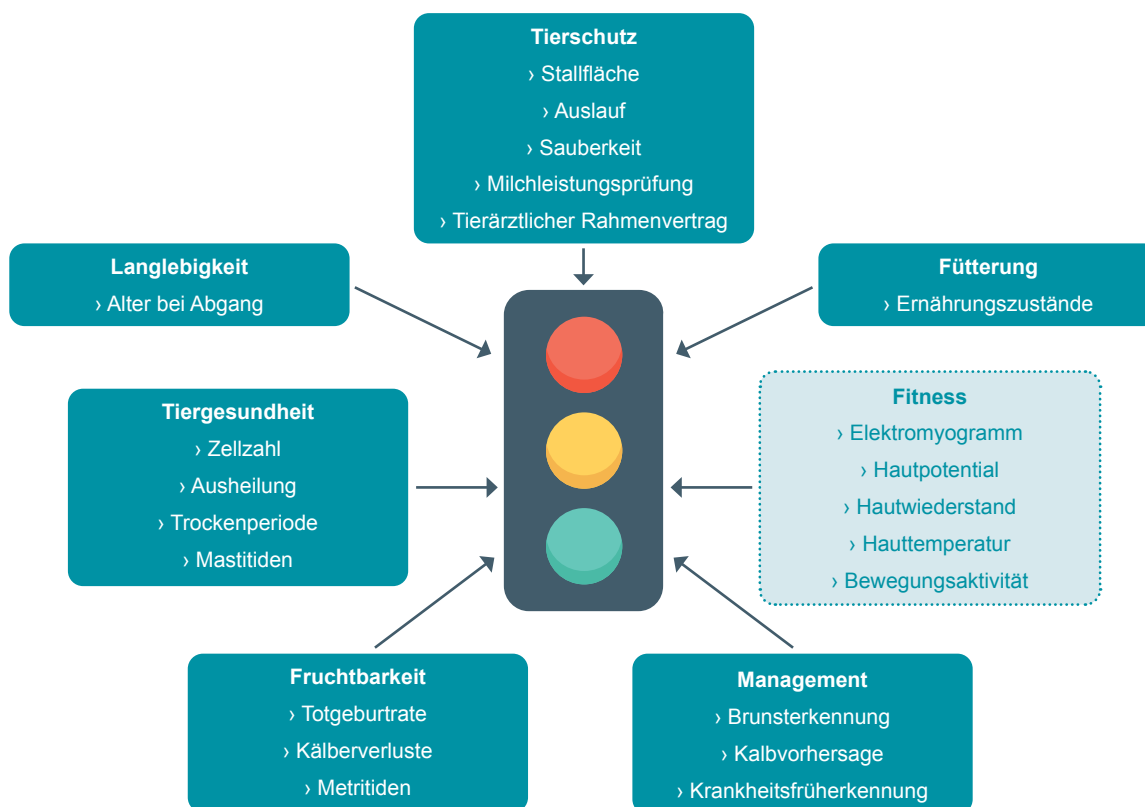 Tierschutz
› Stallfläche
› Auslauf
› Sauberkeit
› Milchleistungsprüfung
› Tierärztlicher Rahmenvertrag
Langlebigkeit
› Alter bei Abgang
Fütterung
› Ernährungszustände
Tiergesundheit
› Zellzahl
› Ausheilung
› Trockenperiode
› Mastitiden
Fitness
› Elektromyogramm
› Hautpotential
› Hautwiederstand
› Hauttemperatur
› Bewegungsaktivität
Fruchtbarkeit
› Totgeburtrate
› Kälberverluste
› Metritiden
Management
› Brunsterkennung
› Kalbvorhersage
› Krankheitsfrüherkennung